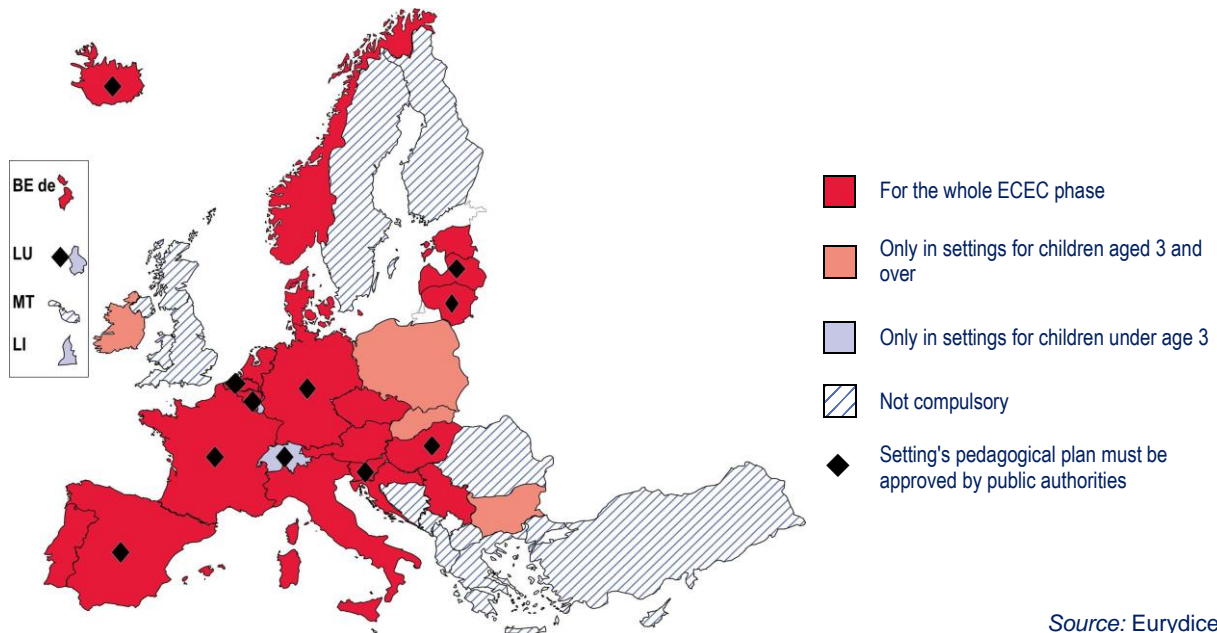 BE de
LU
MT
LI
For the whole ECEC phase
Only in settings for children aged 3 and
over
Only in settings for children under age 3
Not compulsory
Setting's pedagogical plan must be
approved by public authorities
Source: Eurydice